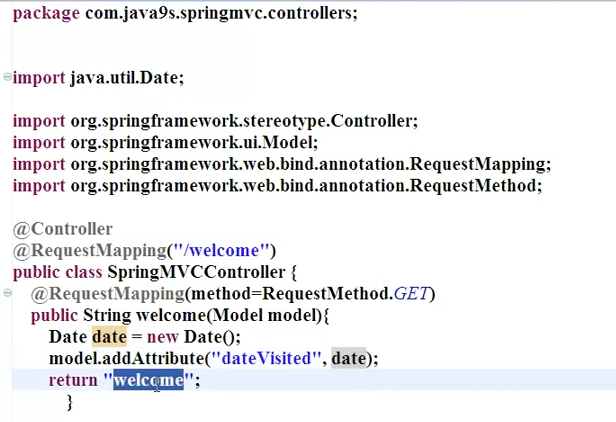 package com.java9s.springmvc.controllers;
import java.util.Date;
import org.springframework.stereotype.Controller;
import org.springframework.ui.Model;
import org.springframework.web.bind.annotation.RequestMapping;
import org.springframework.web.bind.annotation.RequestMethod;
@Controller
@RequestMapping("/welcome")
public class SpringMVCController {
@RequestMapping(method=RequestMethod.GET)
public String welcome(Model model){
Date date = new Date();
model.addAttribute("dateVisited", date);
return "welcome";
}